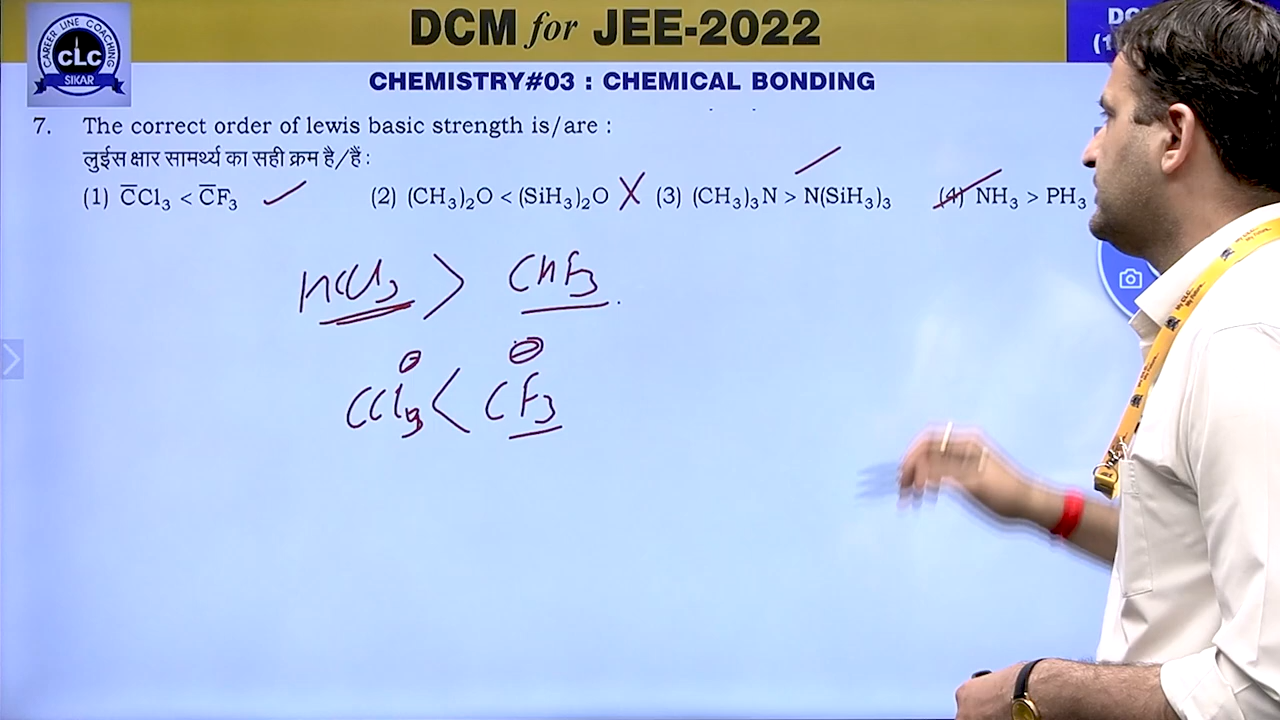 DCM for JEE-2022
CAREER LINE COACHING
CLC
SIKAR
CHEMISTRY#03 : CHEMICAL BONDING
7. The correct order of lewis basic strength is/are :
लुईस क्षार सामर्थ्य का सही क्रम है/हैं :
(1) C̅Cl₃ < C̅F₃ (2) (CH₃)₂O < (SiH₃)₂O X (3) (CH₃)₃N > N(SiH₃)₃ (4) NH₃ > PH₃
HCCl₃ > CHF₃
CCl₃⊖ < CF₃⊖